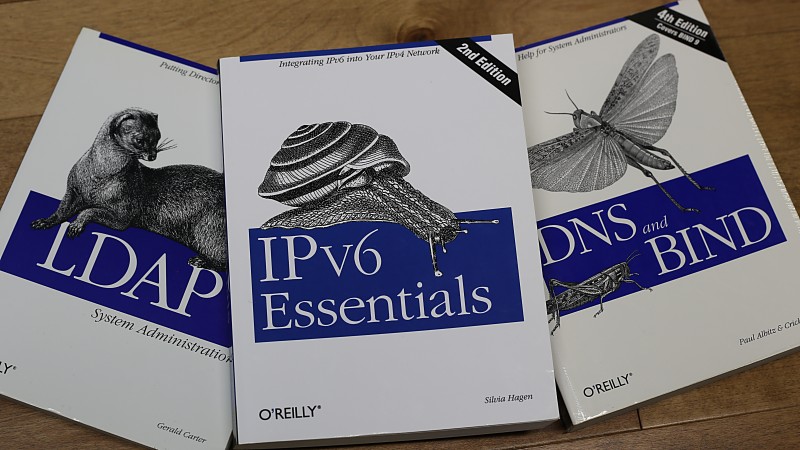 Putting Director
LDAP
System Administration
O'REILLY®
Gerald Carter
Integrating IPv6 into Your IPv4 Network
2nd Edition
IPv6
Essentials
O'REILLY®
Silvia Hagen
Help for System Administrators
4th Edition
Covers BIND 9
DNS and
BIND
Paul Albitz & Crick
O'REILLY®